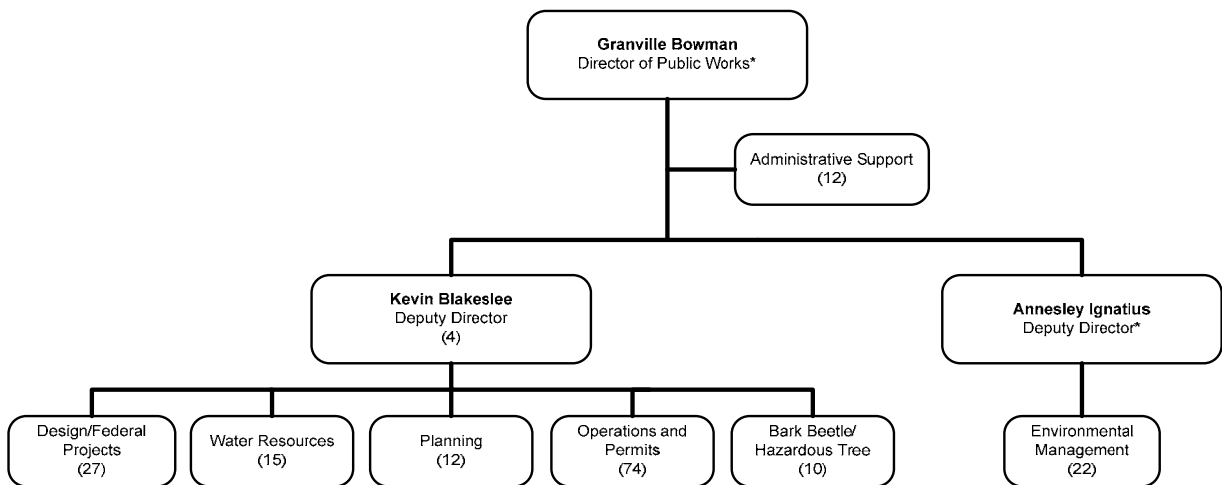 Granville Bowman
Director of Public Works*
Administrative Support
(12)
Kevin Blakeslee
Deputy Director
(4)
Annesley Ignatius
Deputy Director*
Design/Federal
Projects
(27)
Water Resources
(15)
Planning
(12)
Operations and
Permits
(74)
Bark Beetle/
Hazardous Tree
(10)
Environmental
Management
(22)